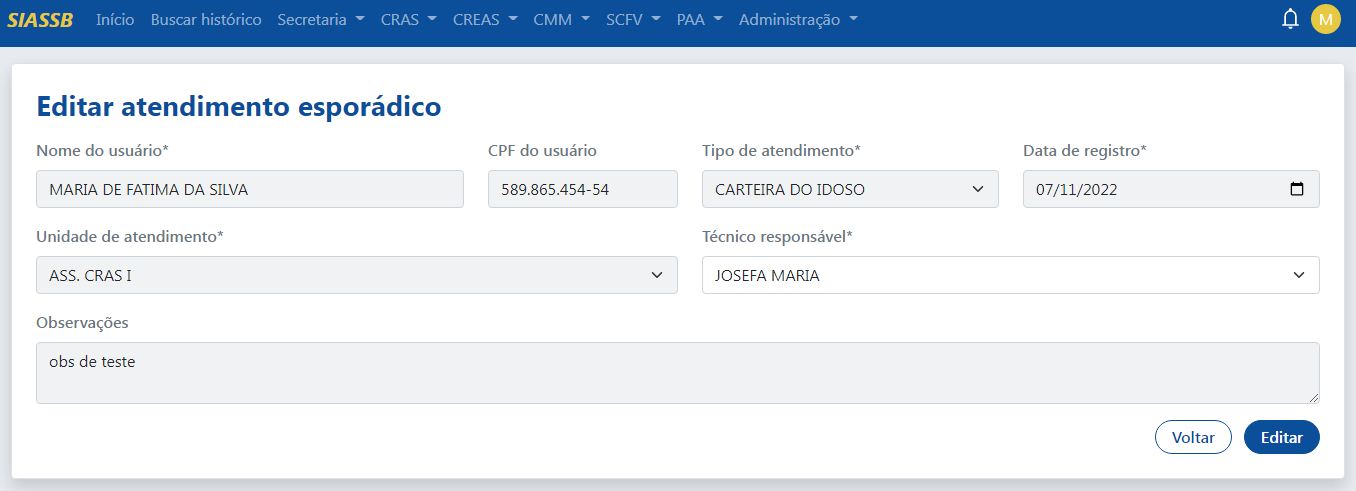 SIASSB Início Buscar histórico Secretaria CRAS CREAS CMM SCFV PAA Administração M
Editar atendimento esporádico
Nome do usuário* CPF do usuário Tipo de atendimento* Data de registro*
MARIA DE FATIMA DA SILVA 589.865.454-54 CARTEIRA DO IDOSO 07/11/2022
Unidade de atendimento* Técnico responsável*
ASS. CRAS I JOSEFA MARIA
Observações
obs de teste
Voltar Editar